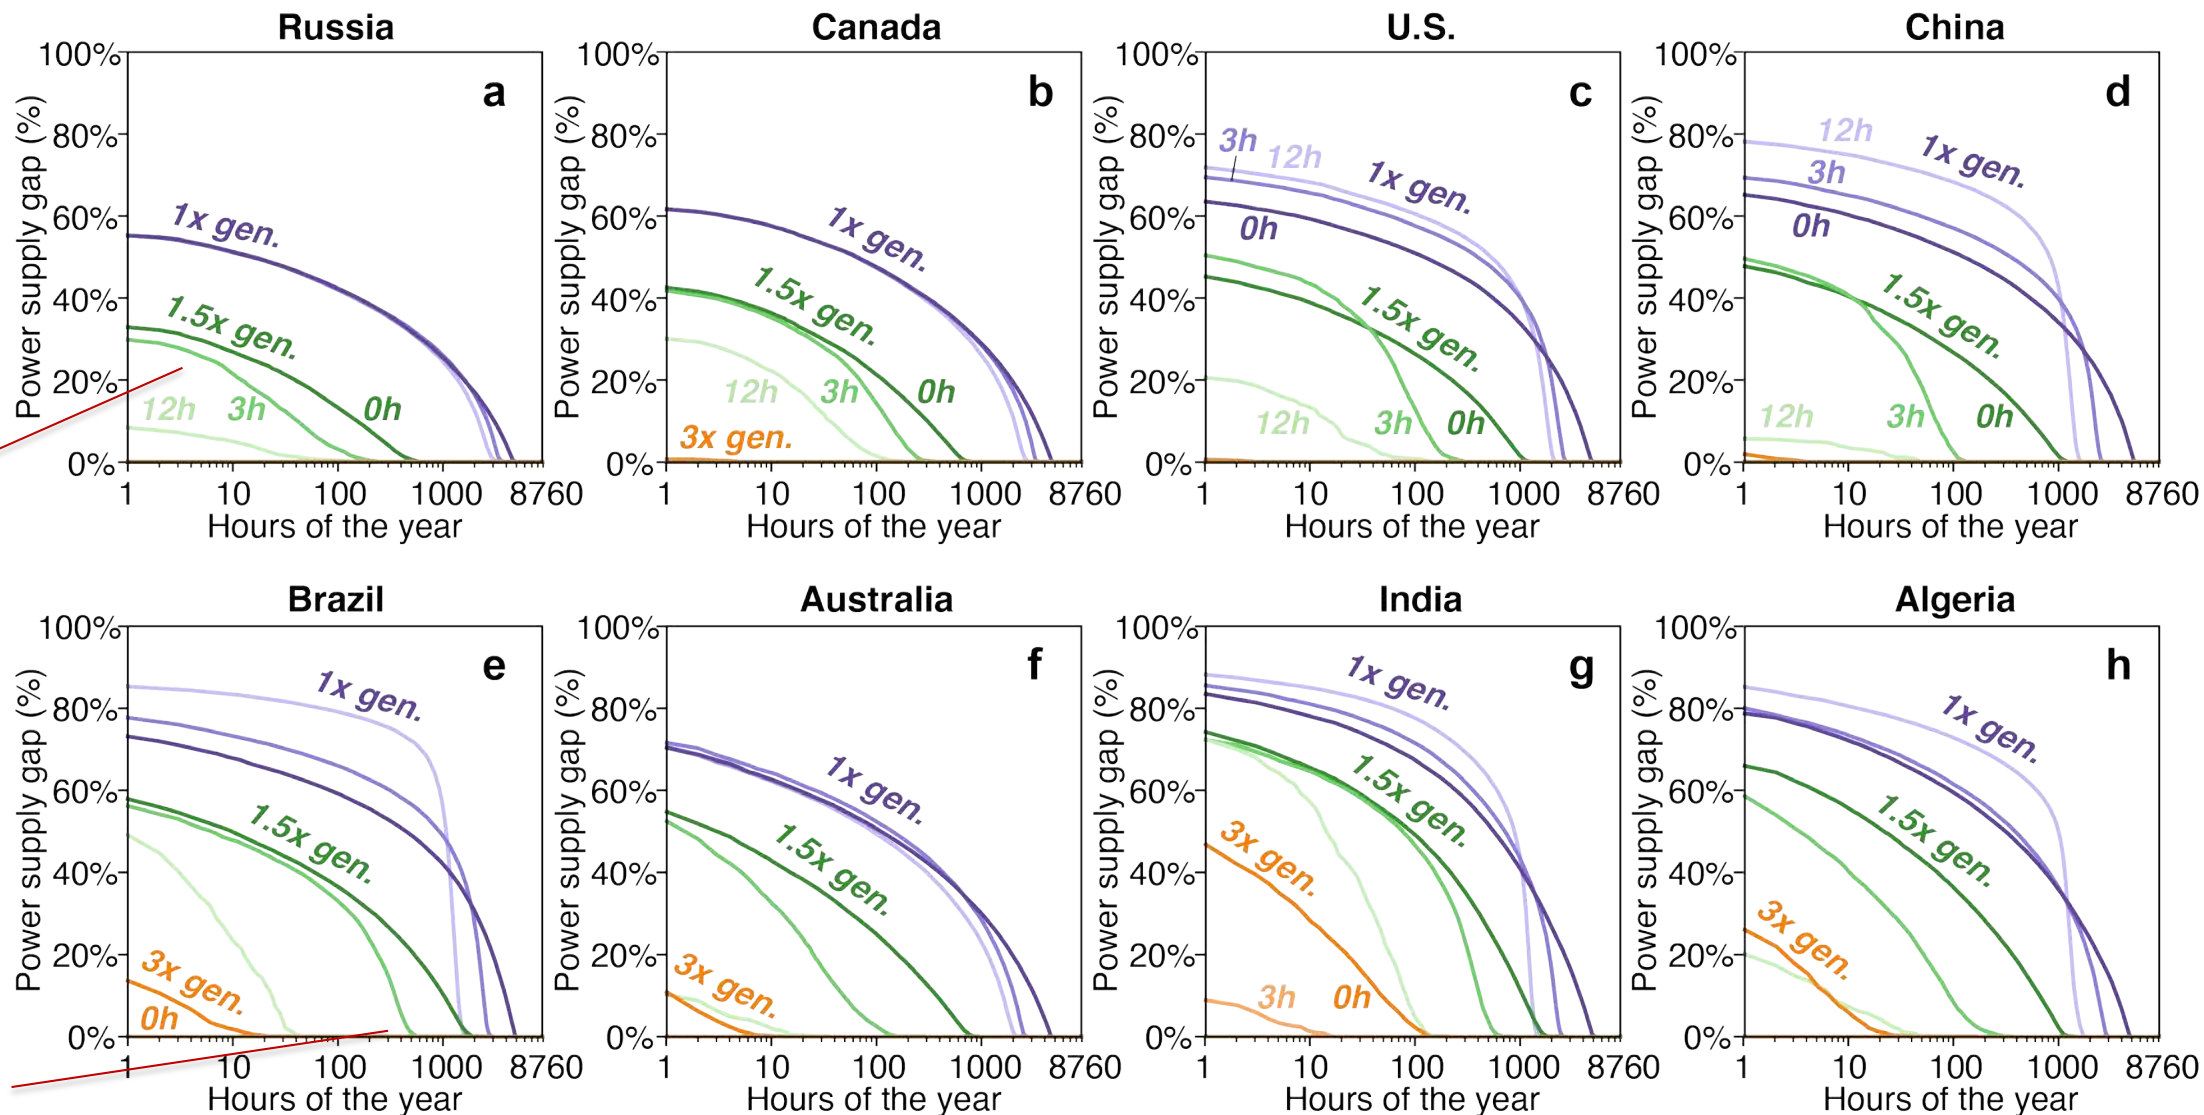 Russia
a
Power supply gap (%)
100%
80%
60%
40%
20%
0%
1x gen.
1.5x gen.
12h
3h
0h
1
10
100
1000
8760
Hours of the year
Canada
b
Power supply gap (%)
100%
80%
60%
40%
20%
0%
1x gen.
1.5x gen.
12h
3h
0h
3x gen.
1
10
100
1000
8760
Hours of the year
U.S.
c
Power supply gap (%)
100%
80%
60%
40%
20%
0%
3h
12h
1x gen.
0h
1.5x gen.
12h
3h
0h
1
10
100
1000
8760
Hours of the year
China
d
Power supply gap (%)
100%
80%
60%
40%
20%
0%
12h
1x gen.
3h
0h
1.5x gen.
12h
3h
0h
1
10
100
1000
8760
Hours of the year
Brazil
e
Power supply gap (%)
100%
80%
60%
40%
20%
0%
1x gen.
1.5x gen.
3x gen.
0h
1
10
100
1000
8760
Hours of the year
Australia
f
Power supply gap (%)
100%
80%
60%
40%
20%
0%
1x gen.
1.5x gen.
3x gen.
1
10
100
1000
8760
Hours of the year
India
g
Power supply gap (%)
100%
80%
60%
40%
20%
0%
1x gen.
1.5x gen.
3x gen.
3h
0h
1
10
100
1000
8760
Hours of the year
Algeria
h
Power supply gap (%)
100%
80%
60%
40%
20%
0%
1x gen.
1.5x gen.
3x gen.
1
10
100
1000
8760
Hours of the year